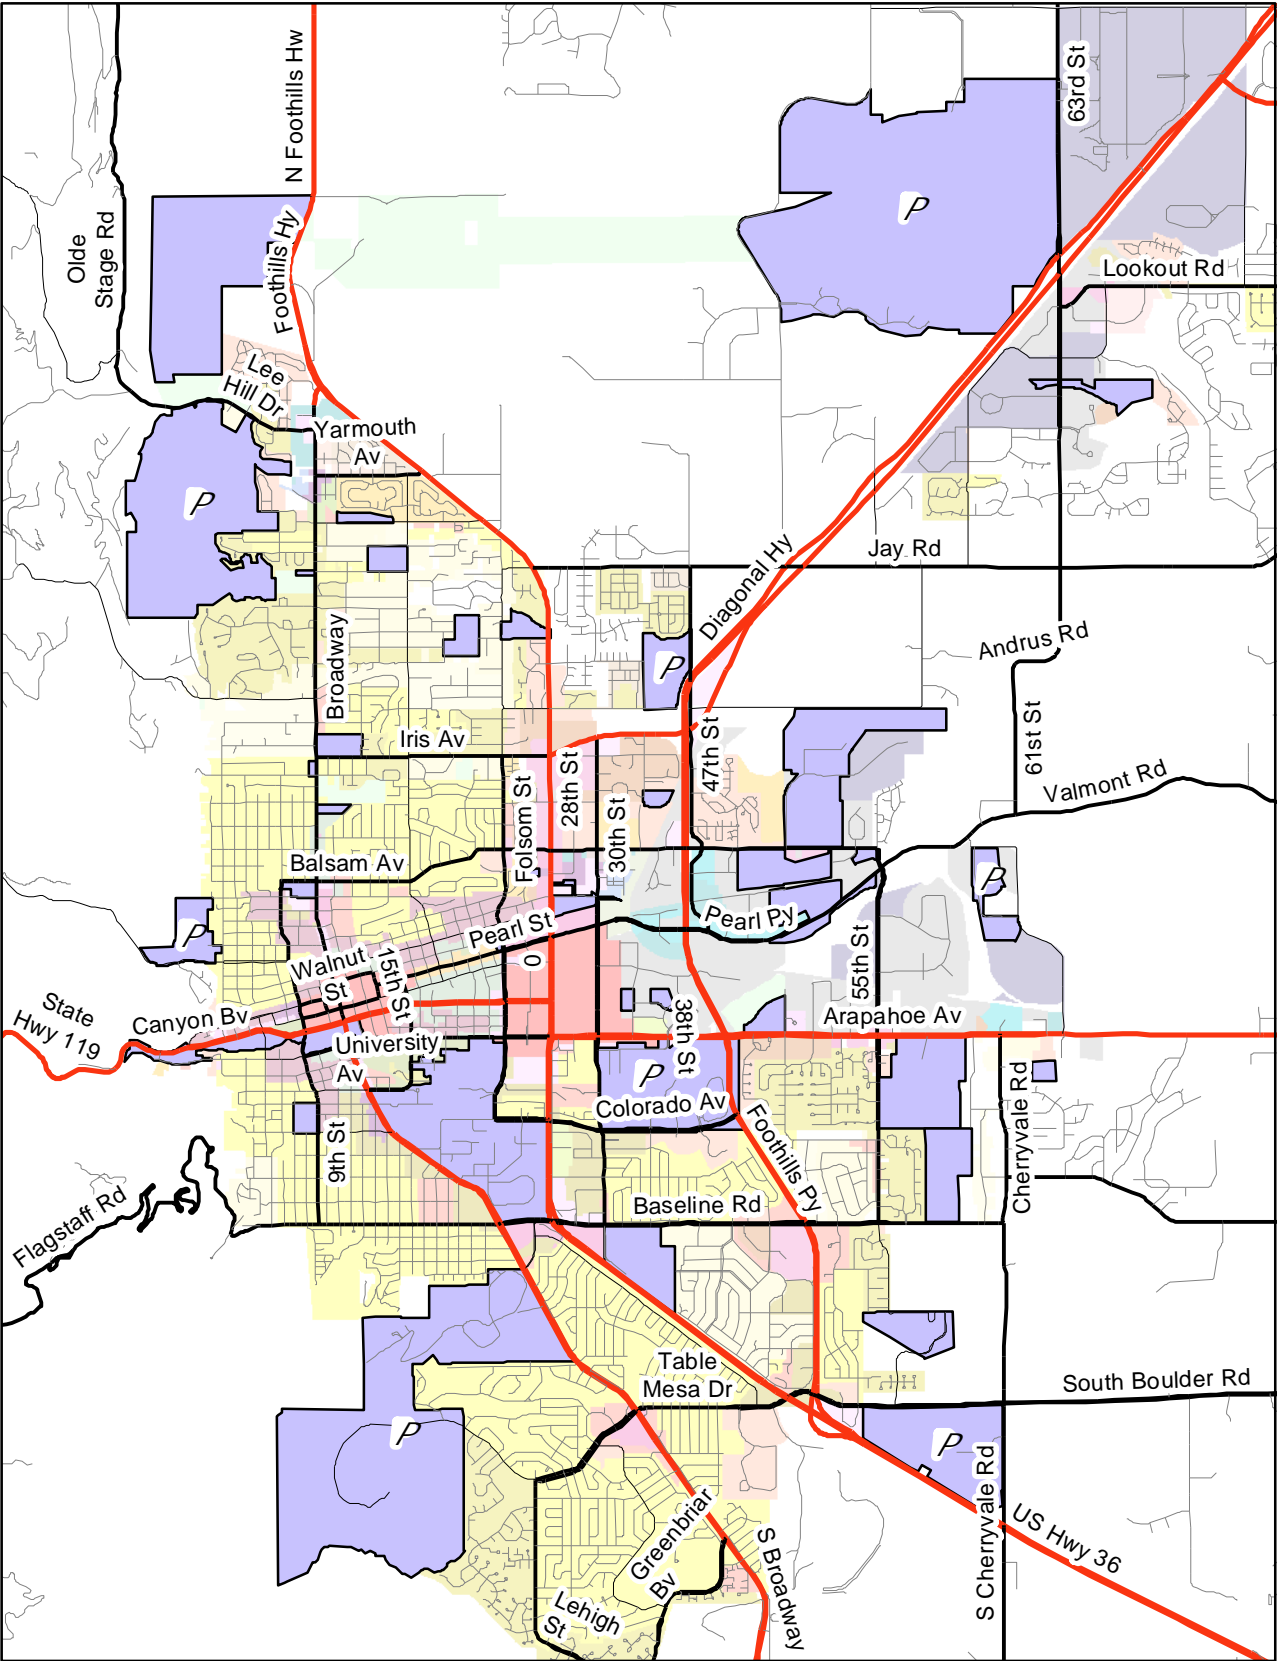 N Foothills Hw
63rd St
Olde
Stage Rd
Foothills Hy
P
Lookout Rd
Lee
Hill Dr
Yarmouth
Av
P
Jay Rd
Diagonal Hy
Broadway
P
Andrus Rd
Iris Av
47th St
61st St
28th St
Folsom St
30th St
Valmont Rd
Balsam Av
P
P
Pearl St
Pearl Py
Walnut
St
15th St
0
55th St
State
Hwy 119
Canyon Bv
University
Av
38th St
Arapahoe Av
P
Colorado Av
Foothills Py
Cherryvale Rd
9th St
Flagstaff Rd
Baseline Rd
Table
Mesa Dr
South Boulder Rd
P
P
S Cherryvale Rd
US Hwy 36
Greenbriar
Bv
S Broadway
Lehigh
St